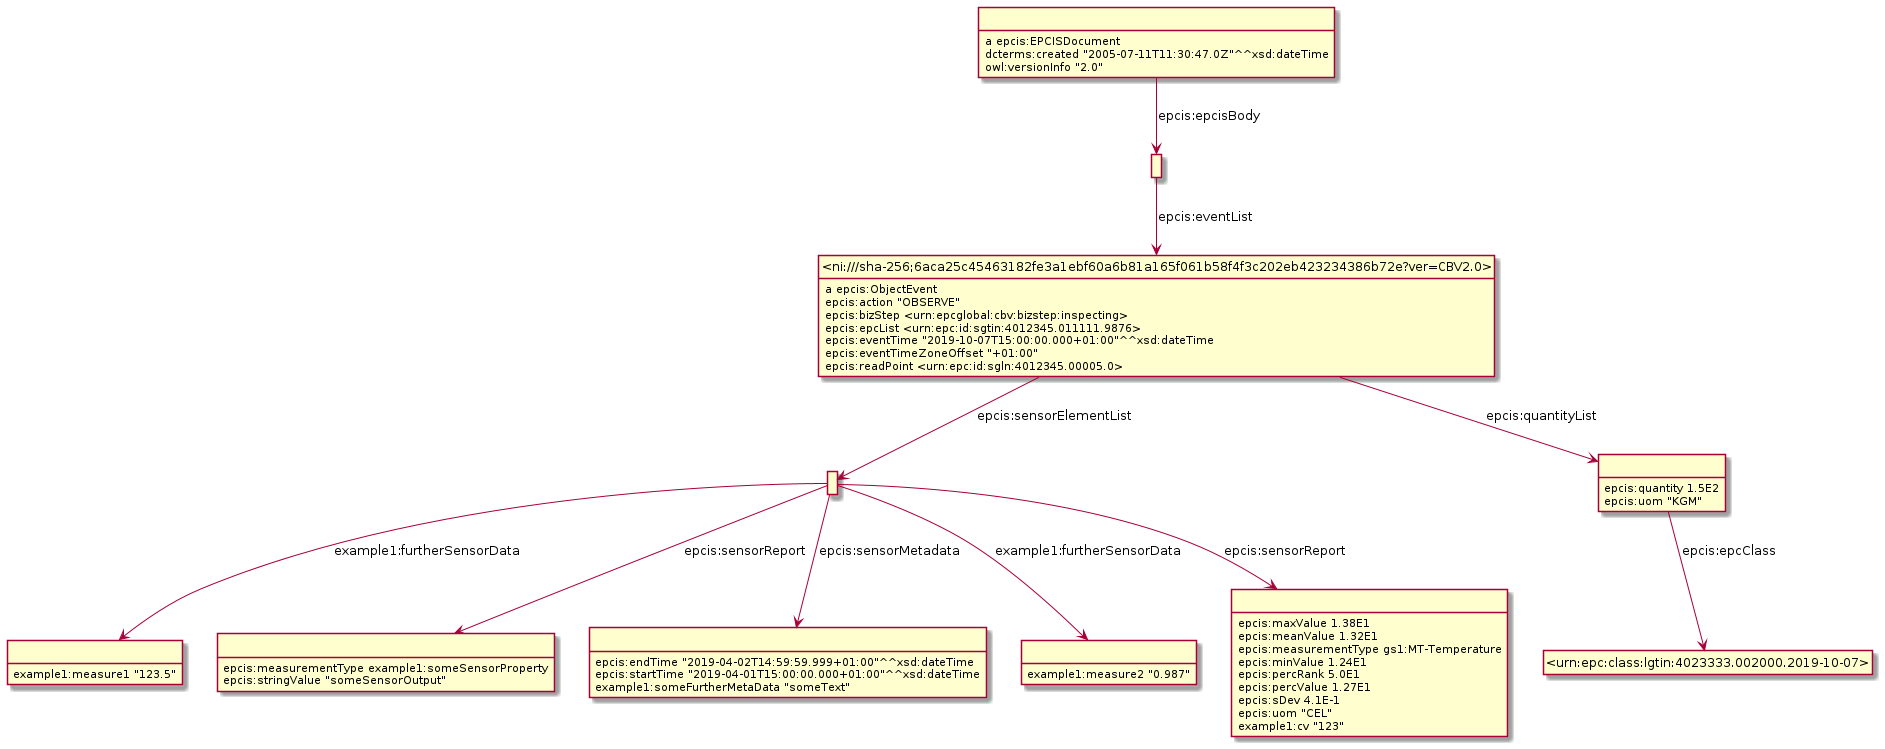 a epcis:EPCISDocument
dcterms:created "2005-07-11T11:30:47.0Z"^^xsd:dateTime
owl:versionInfo "2.0"
epcis:epcisBody
epcis:eventList
<ni:///sha-256;6aca25c45463182fe3a1ebf60a6b81a165f061b58f4f3c202eb423234386b72e?ver=CBV2.0>
a epcis:ObjectEvent
epcis:action "OBSERVE"
epcis:bizStep <urn:epcglobal:cbv:bizstep:inspecting>
epcis:epcList <urn:epc:id:sgtin:4012345.011111.9876>
epcis:eventTime "2019-10-07T15:00:00.000+01:00"^^xsd:dateTime
epcis:eventTimeZoneOffset "+01:00"
epcis:readPoint <urn:epc:id:sgln:4012345.00005.0>
epcis:sensorElementList
epcis:quantityList
epcis:quantity 1.5E2
epcis:uom "KGM"
example1:furtherSensorData
epcis:sensorReport
epcis:sensorMetadata
example1:furtherSensorData
epcis:sensorReport
epcis:epcClass
example1:measure1 "123.5"
epcis:measurementType example1:someSensorProperty
epcis:stringValue "someSensorOutput"
epcis:endTime "2019-04-02T14:59:59.999+01:00"^^xsd:dateTime
epcis:startTime "2019-04-01T15:00:00.000+01:00"^^xsd:dateTime
example1:someFurtherMetaData "someText"
example1:measure2 "0.987"
epcis:maxValue 1.38E1
epcis:meanValue 1.32E1
epcis:measurementType gs1:MT-Temperature
epcis:minValue 1.24E1
epcis:percRank 5.0E1
epcis:percValue 1.27E1
epcis:sDev 4.1E-1
epcis:uom "CEL"
example1:cv "123"
<urn:epc:class:lgtin:4023333.002000.2019-10-07>